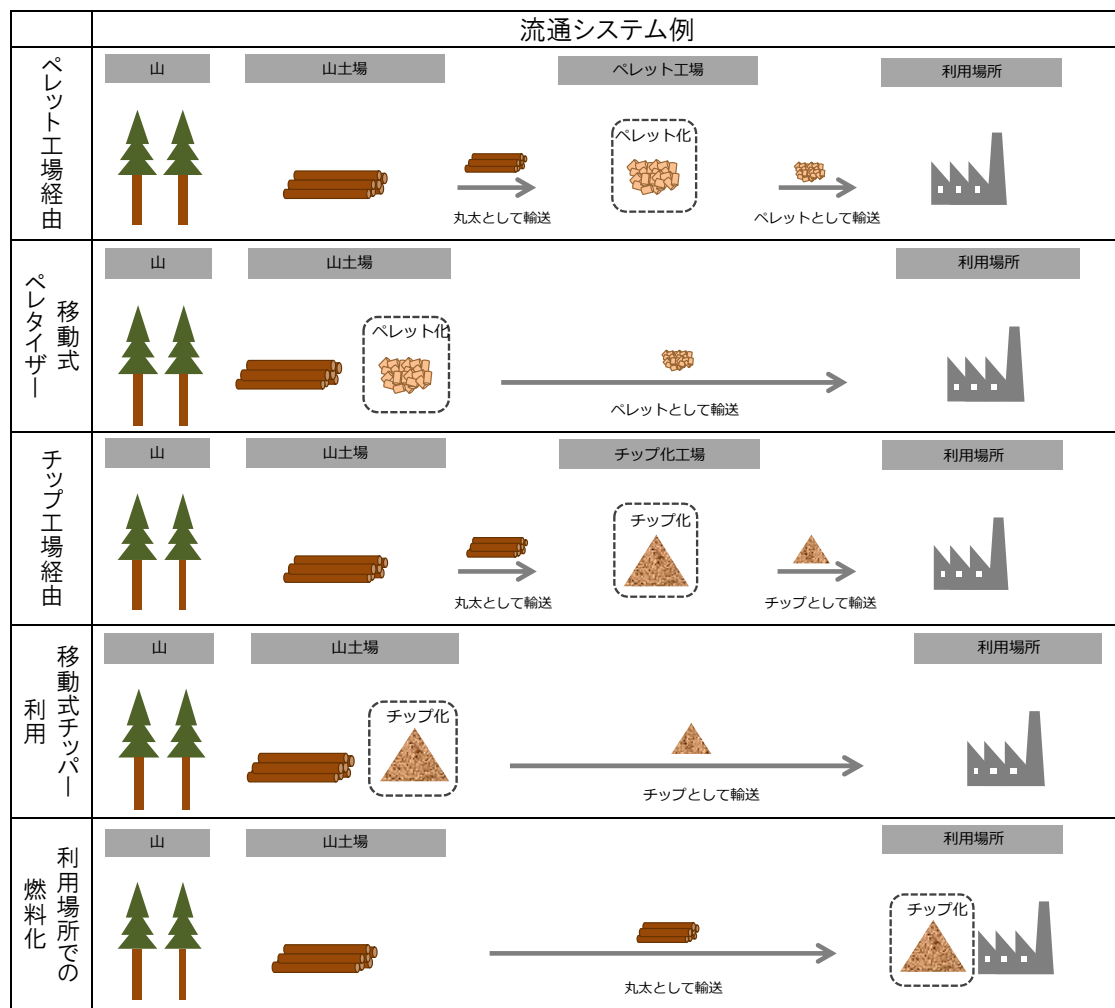 流通システム例
ペレット工場経由
山
山土場
ペレット工場
利用場所
ペレット化
丸太として輸送
ペレットとして輸送
移動式
ペレタイザー
山
山土場
利用場所
ペレット化
ペレットとして輸送
チップ工場経由
山
山土場
チップ化工場
利用場所
チップ化
丸太として輸送
チップとして輸送
移動式チッパー
利用
山
山土場
利用場所
チップ化
チップとして輸送
利用場所での
燃料化
山
山土場
利用場所
チップ化
丸太として輸送